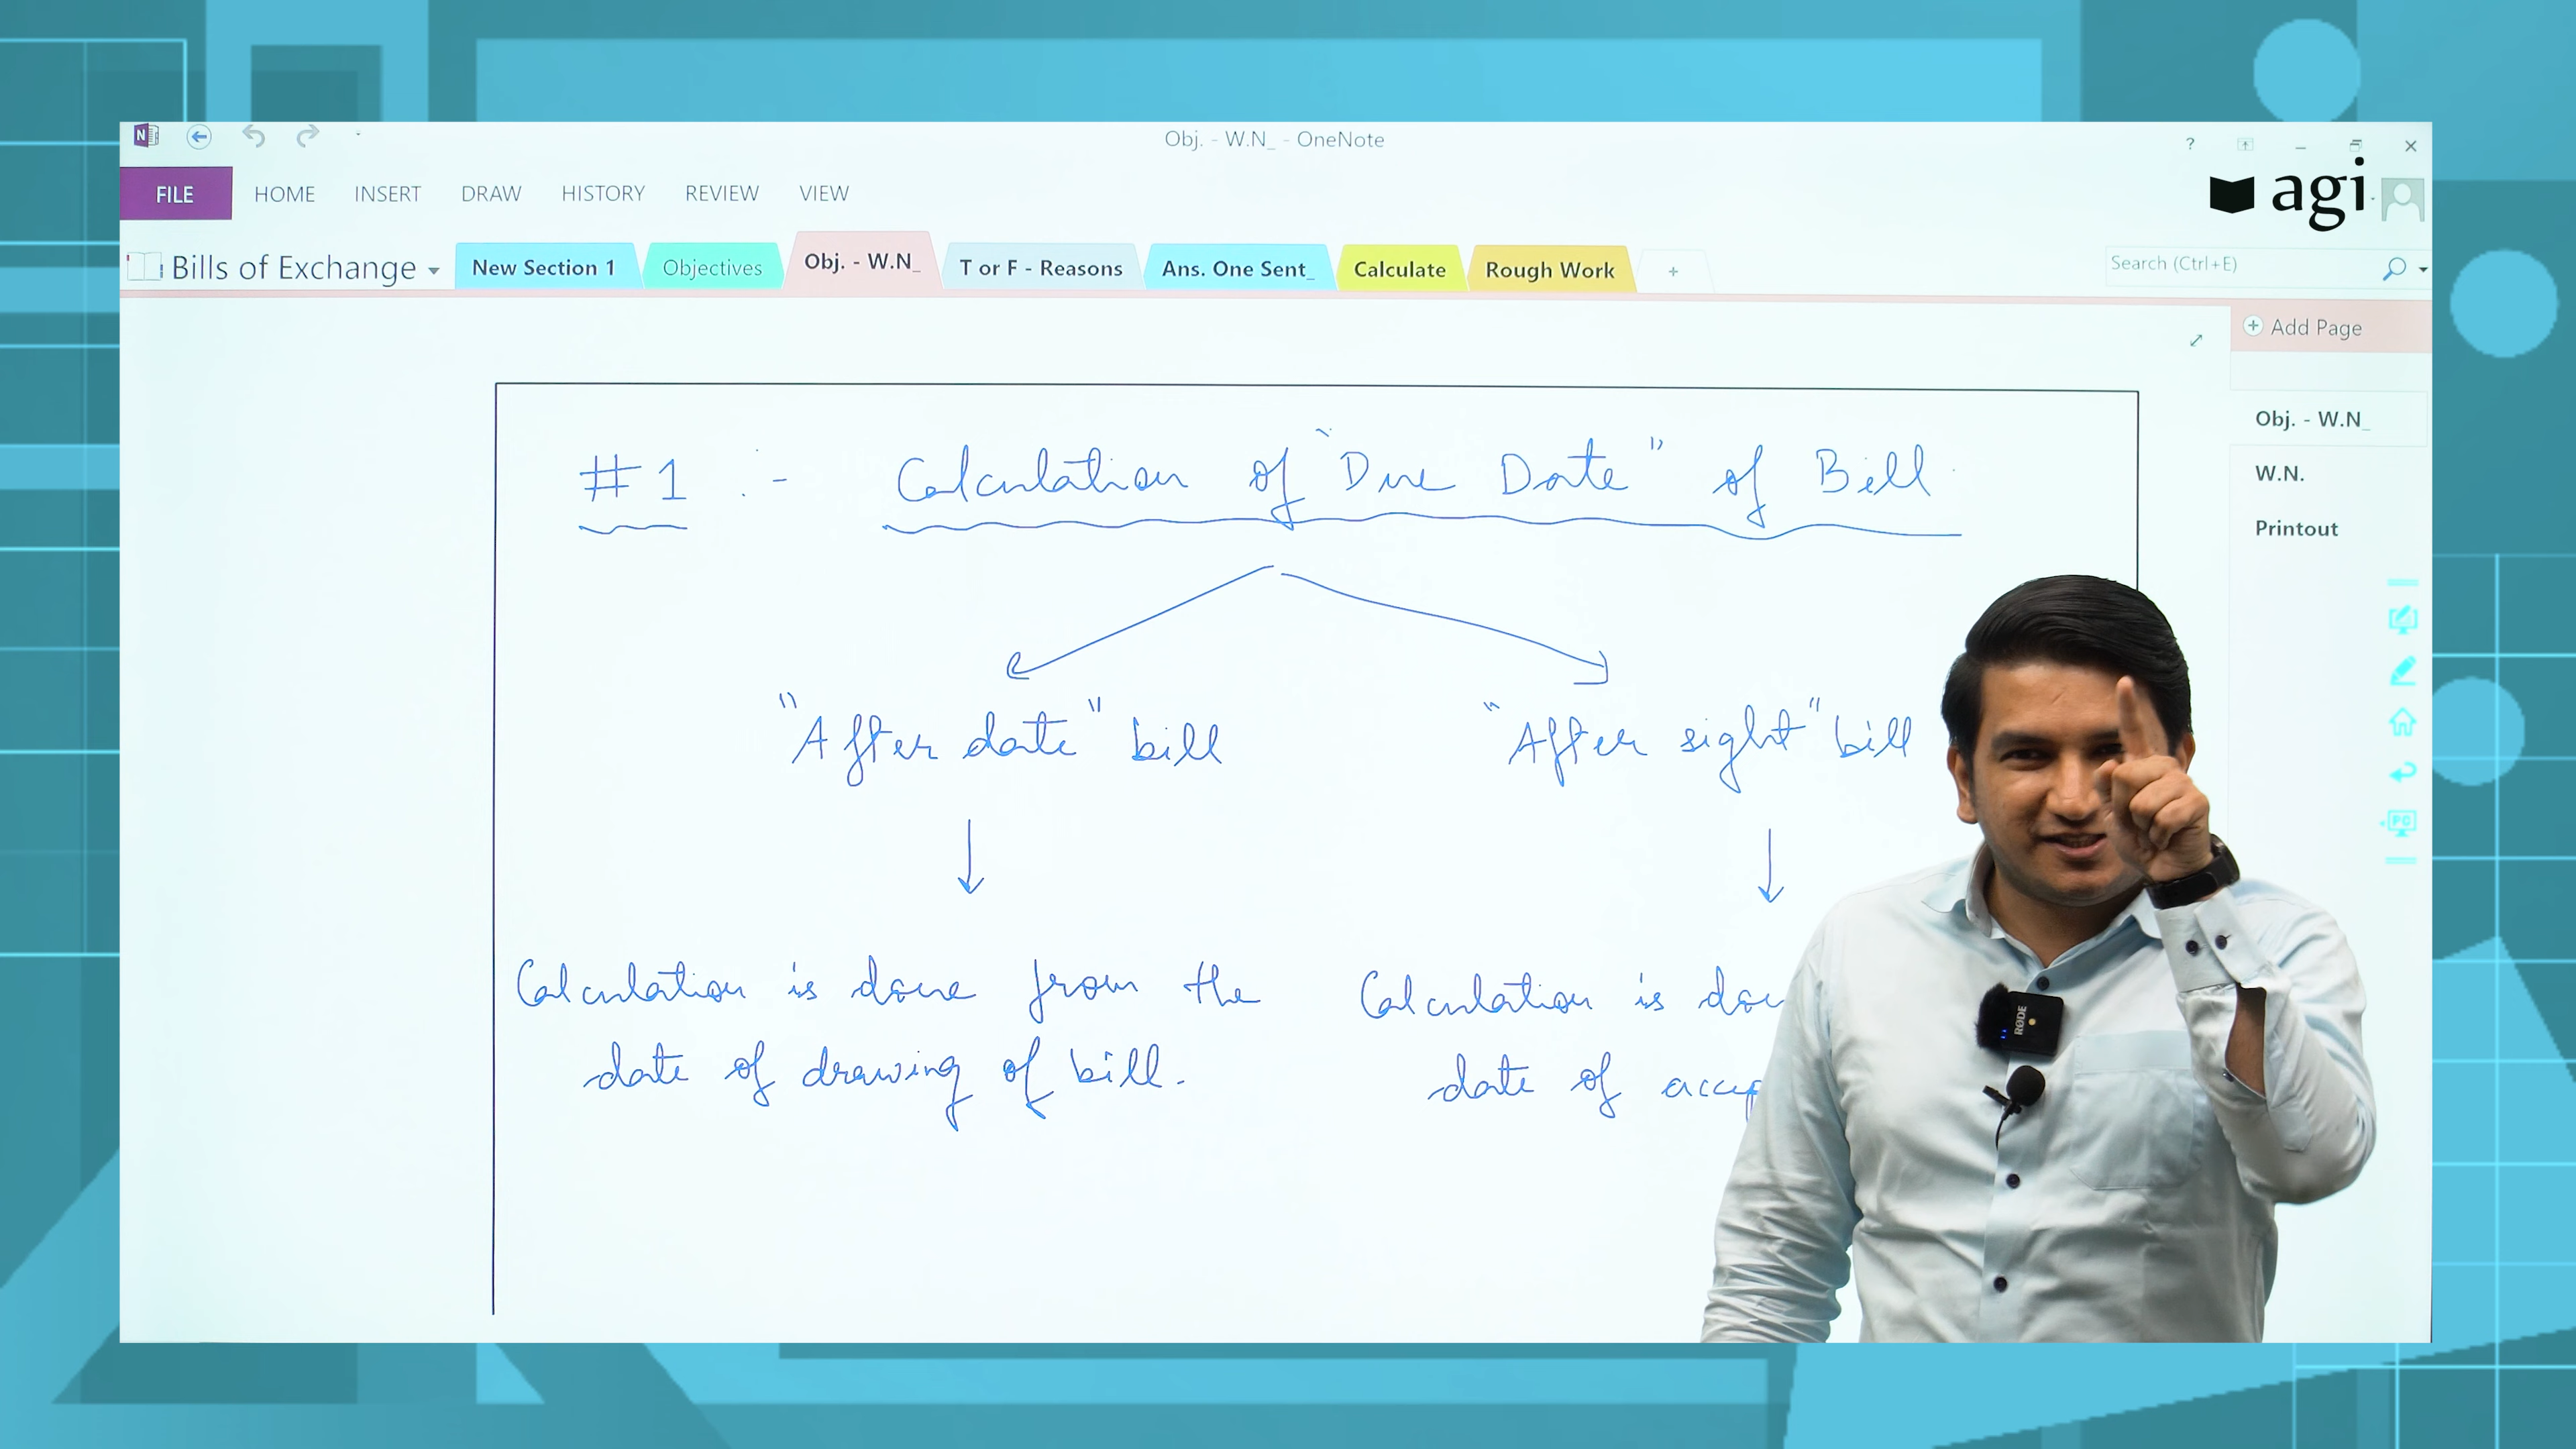 Obj. - W.N_ - OneNote
?
FILE HOME INSERT DRAW HISTORY REVIEW VIEW
agi
Bills of Exchange
New Section 1
Objectives
Obj. - W.N_
T or F - Reasons
Ans. One Sent_
Calculate
Rough Work
+
Search (Ctrl+E)
Add Page
Obj. - W.N_
W.N.
Printout
#1 :- Calculation of "Due Date" of Bill
"After date" bill
"After sight" bill
Calculation is done from the
date of drawing of bill.
Calculation is
date of
RØDE
PC